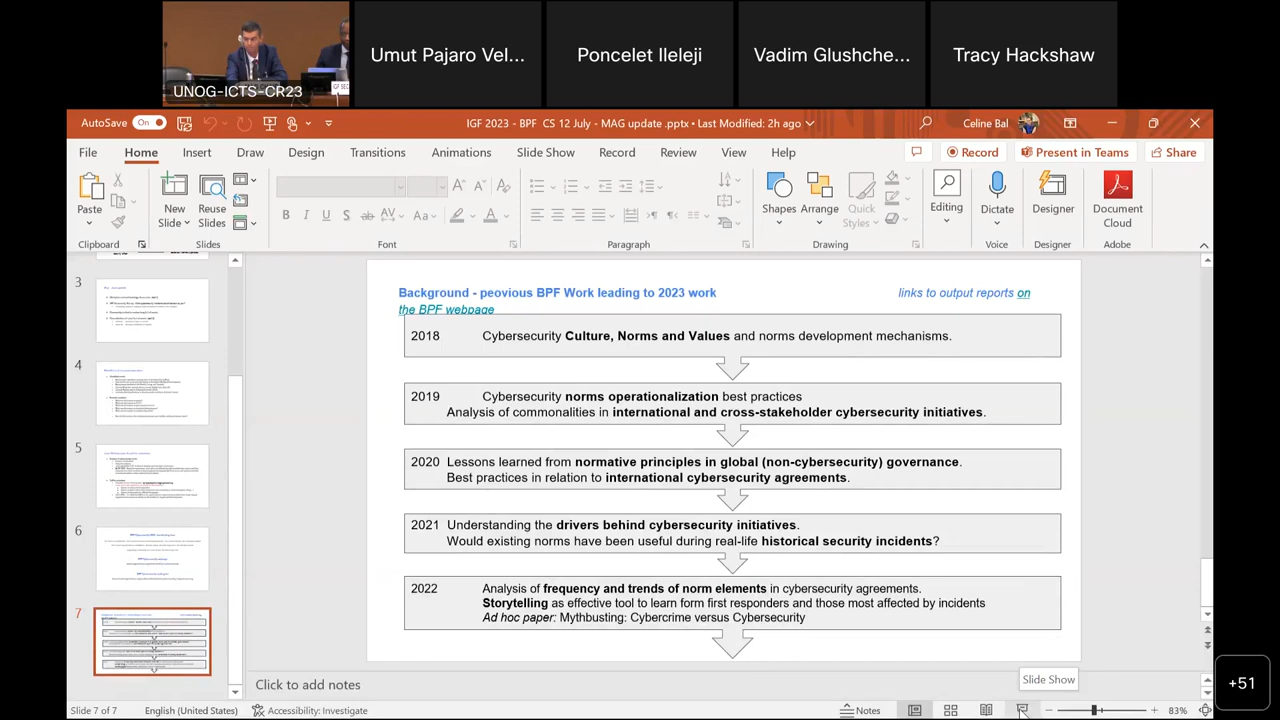 UNOG-ICTS-CR23
IGF SEC
Umut Pajaro Vel...
Poncelet Ileleji
Vadim Glushche...
Tracy Hackshaw
AutoSave On
IGF 2023 - BPF CS 12 July - MAG update .pptx • Last Modified: 2h ago
Celine Bal
File Home Insert Draw Design Transitions Animations Slide Show Record Review View Help
Record Present in Teams Share
Paste
New Slide
Reuse Slides
Shapes
Arrange
Quick Styles
Editing
Dictate
Designer
Document Cloud
Clipboard Slides Font Paragraph Drawing Voice Designer Adobe
3
4
5
6
7
Background - peovious BPF Work leading to 2023 work links to output reports on
the BPF webpage
2018 Cybersecurity Culture, Norms and Values and norms development mechanisms.
2019 Cybersecurity norms operationalization best practices
Analysis of commonalities in international and cross-stakeholder cybersecurity initiatives.
2020 Lessons learned normative principles in global (non-cybersecurity) governance.
Best practices in relation to international cybersecurity agreements.
2021 Understanding the drivers behind cybersecurity initiatives.
Would existing norms have been useful during real-life historical security incidents?
2022 Analysis of frequency and trends of norm elements in cybersecurity agreements.
Storytelling as effective tool to learn form first responders and those most affected by incidents
Ad hoc paper: Mythbusting: Cybercrime versus Cybersecurity
Click to add notes
Slide Show
+51
Slide 7 of 7 English (United States) Accessibility: Investigate Notes 83%